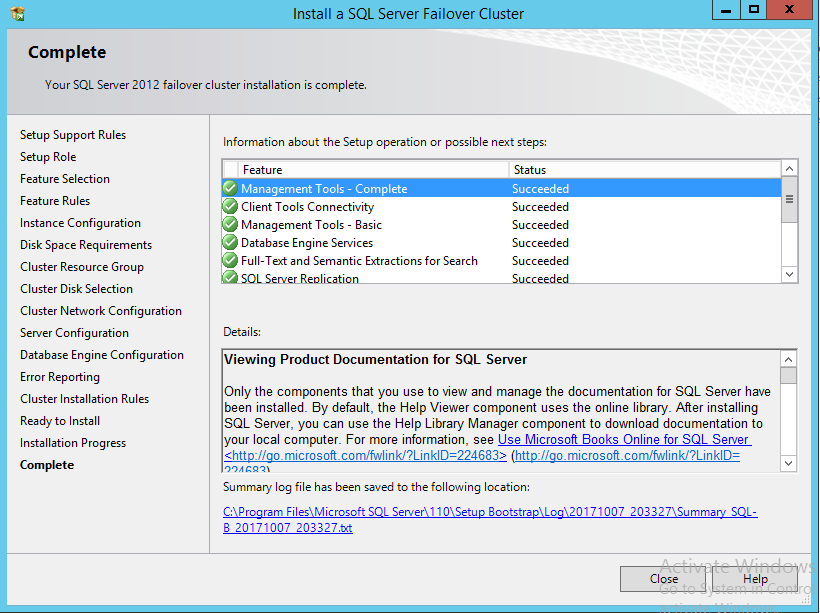 Install a SQL Server Failover Cluster
Complete
Your SQL Server 2012 failover cluster installation is complete.
Setup Support Rules
Setup Role
Feature Selection
Feature Rules
Instance Configuration
Disk Space Requirements
Cluster Resource Group
Cluster Disk Selection
Cluster Network Configuration
Server Configuration
Database Engine Configuration
Error Reporting
Cluster Installation Rules
Ready to Install
Installation Progress
Complete
Information about the Setup operation or possible next steps:
Feature Status
Management Tools - Complete Succeeded
Client Tools Connectivity Succeeded
Management Tools - Basic Succeeded
Database Engine Services Succeeded
Full-Text and Semantic Extractions for Search Succeeded
SQL Server Replication Succeeded
Details:
Viewing Product Documentation for SQL Server
Only the components that you use to view and manage the documentation for SQL Server have
been installed. By default, the Help Viewer component uses the online library. After installing
SQL Server, you can use the Help Library Manager component to download documentation to
your local computer. For more information, see Use Microsoft Books Online for SQL Server
<http://go.microsoft.com/fwlink/?LinkID=224683> (http://go.microsoft.com/fwlink/?LinkID=
224683)
Summary log file has been saved to the following location:
C:\Program Files\Microsoft SQL Server\110\Setup Bootstrap\Log\20171007_203327\Summary_SQL-
B_20171007_203327.txt
Activate Windows
Go to System in Contro
Close Help
activate Windows